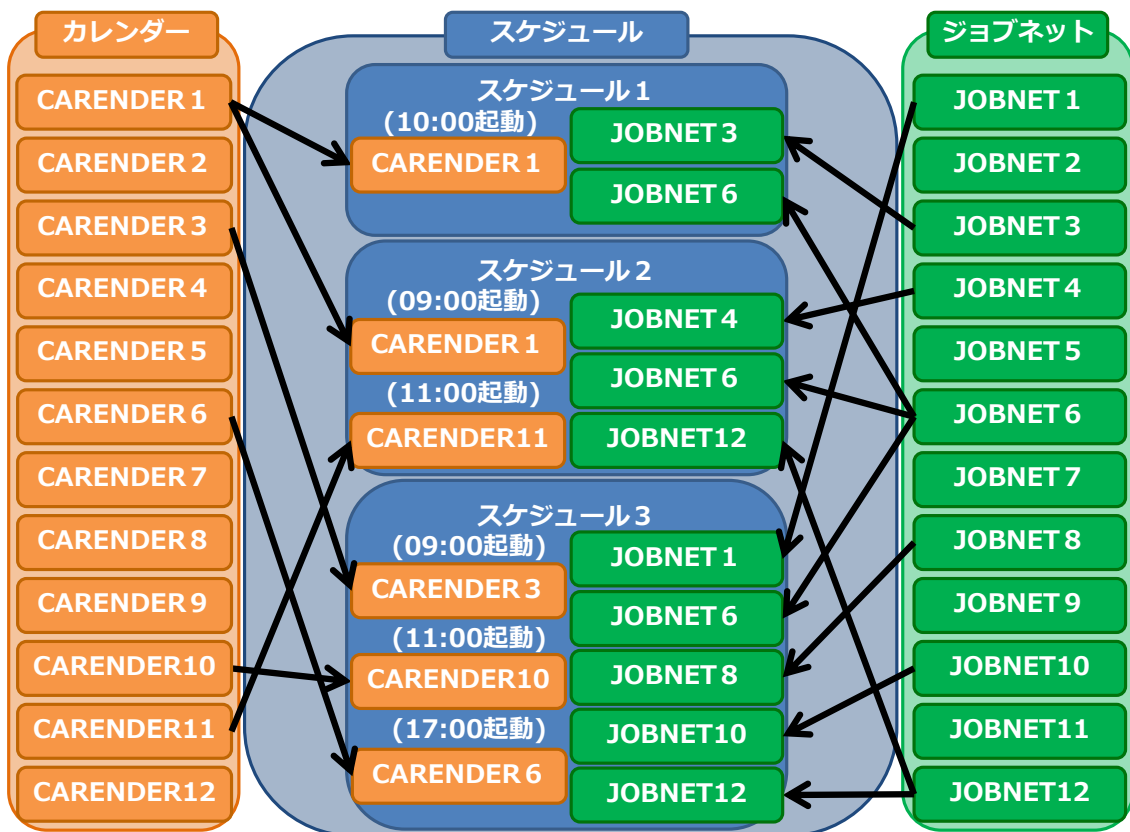 カレンダー
CARENDER1
CARENDER2
CARENDER3
CARENDER4
CARENDER5
CARENDER6
CARENDER7
CARENDER8
CARENDER9
CARENDER10
CARENDER11
CARENDER12
スケジュール
スケジュール1
(10:00起動)
CARENDER1
JOBNET3
JOBNET6
スケジュール2
(09:00起動)
CARENDER1
(11:00起動)
CARENDER11
JOBNET4
JOBNET6
JOBNET12
スケジュール3
(09:00起動)
CARENDER3
(11:00起動)
CARENDER10
(17:00起動)
CARENDER6
JOBNET1
JOBNET6
JOBNET8
JOBNET10
JOBNET12
ジョブネット
JOBNET1
JOBNET2
JOBNET3
JOBNET4
JOBNET5
JOBNET6
JOBNET7
JOBNET8
JOBNET9
JOBNET10
JOBNET11
JOBNET12